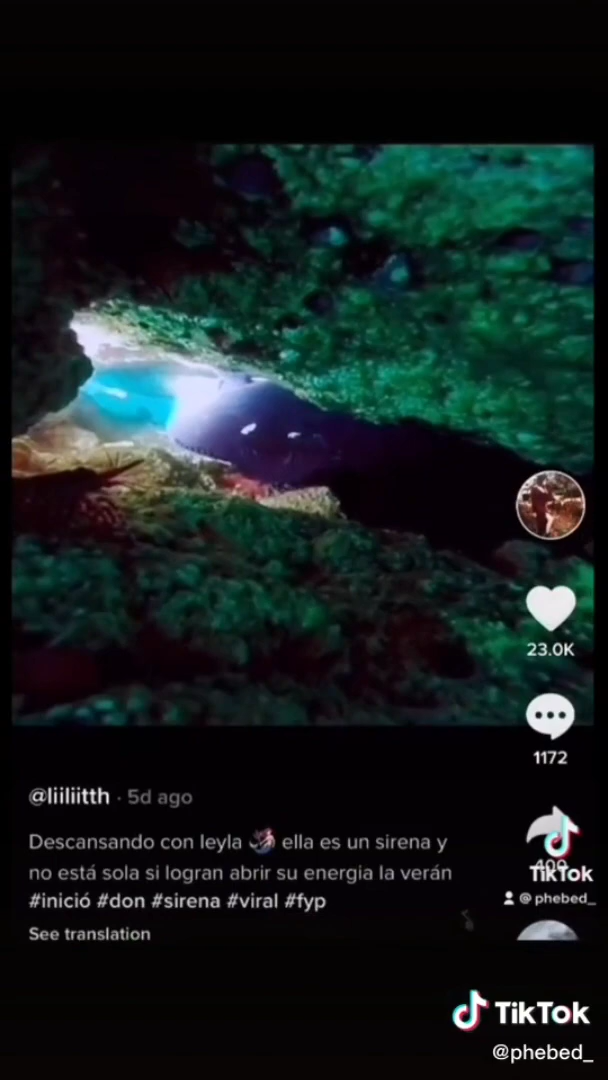 23.0K
1172
@liiliitth · 5d ago
Descansando con leyla 🧜‍♀️ ella es un sirena y
no está sola si logran abrir su energia la verán
#inició #don #sirena #viral #fyp
See translation
400
TikTok
@phebed_
TikTok
@phebed_